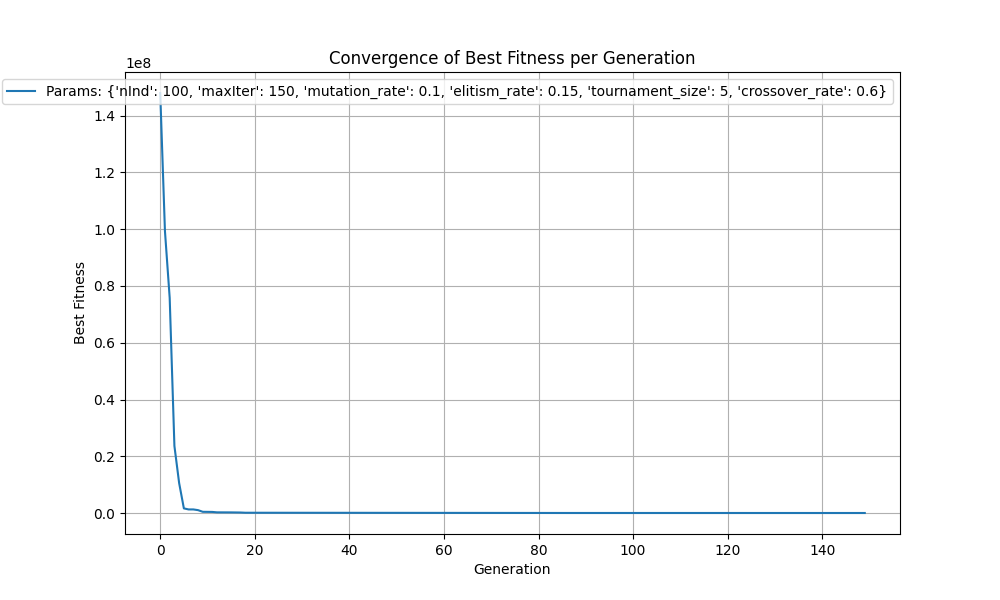 Convergence of Best Fitness per Generation
1e8
Params: {'nInd': 100, 'maxIter': 150, 'mutation_rate': 0.1, 'elitism_rate': 0.15, 'tournament_size': 5, 'crossover_rate': 0.6}
1.4
1.2
1.0
0.8
0.6
0.4
0.2
0.0
Best Fitness
0 20 40 60 80 100 120 140
Generation